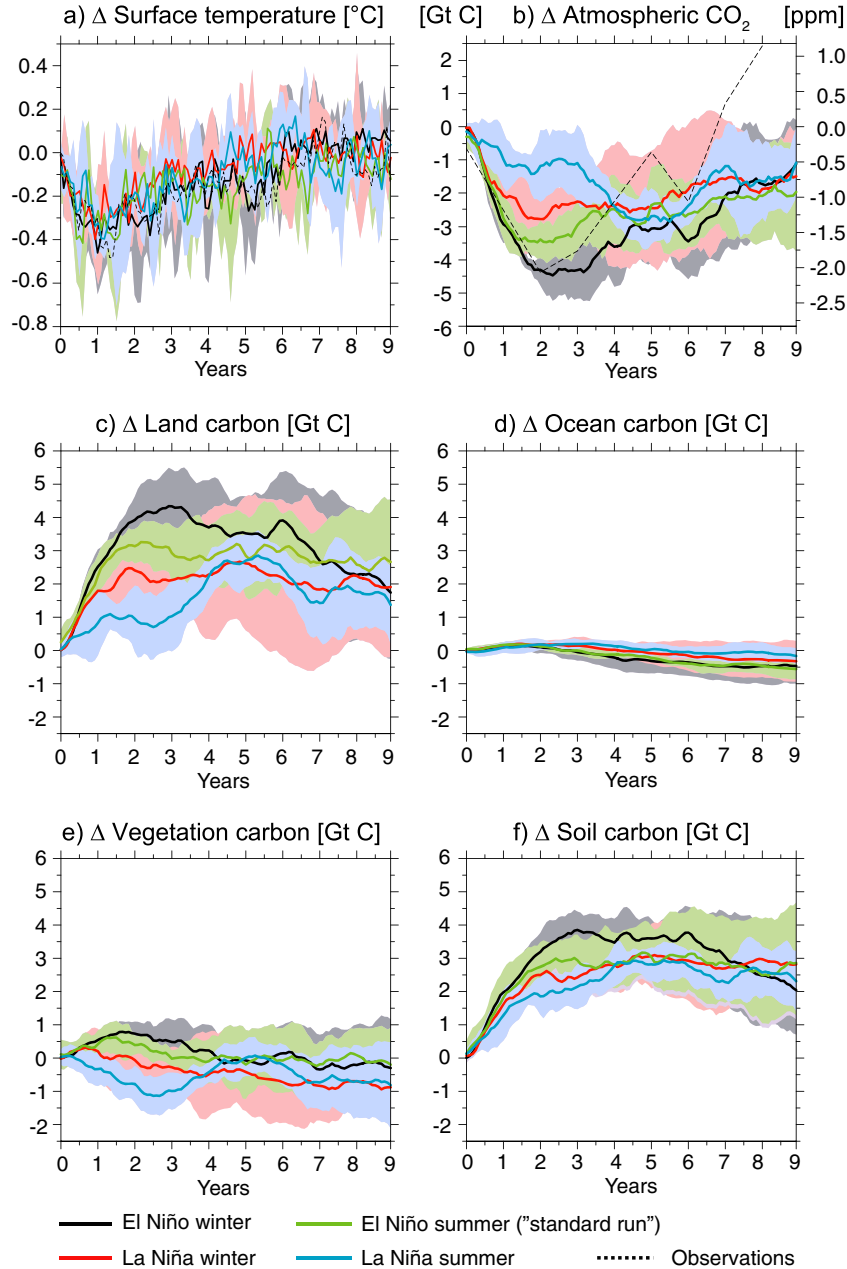 a) Δ Surface temperature [°C]
[Gt C] b) Δ Atmospheric CO2 [ppm]
0.4
0.2
0.0
-0.2
-0.4
-0.6
-0.8
0 1 2 3 4 5 6 7 8 9
Years
2
1
0
-1
-2
-3
-4
-5
-6
1.0
0.5
0.0
-0.5
-1.0
-1.5
-2.0
-2.5
0 1 2 3 4 5 6 7 8 9
Years
c) Δ Land carbon [Gt C]
6
5
4
3
2
1
0
-1
-2
0 1 2 3 4 5 6 7 8 9
Years
d) Δ Ocean carbon [Gt C]
6
5
4
3
2
1
0
-1
-2
0 1 2 3 4 5 6 7 8 9
Years
e) Δ Vegetation carbon [Gt C]
6
5
4
3
2
1
0
-1
-2
0 1 2 3 4 5 6 7 8 9
Years
f) Δ Soil carbon [Gt C]
6
5
4
3
2
1
0
-1
-2
0 1 2 3 4 5 6 7 8 9
Years
El Niño winter
El Niño summer ("standard run")
La Niña winter
La Niña summer
Observations